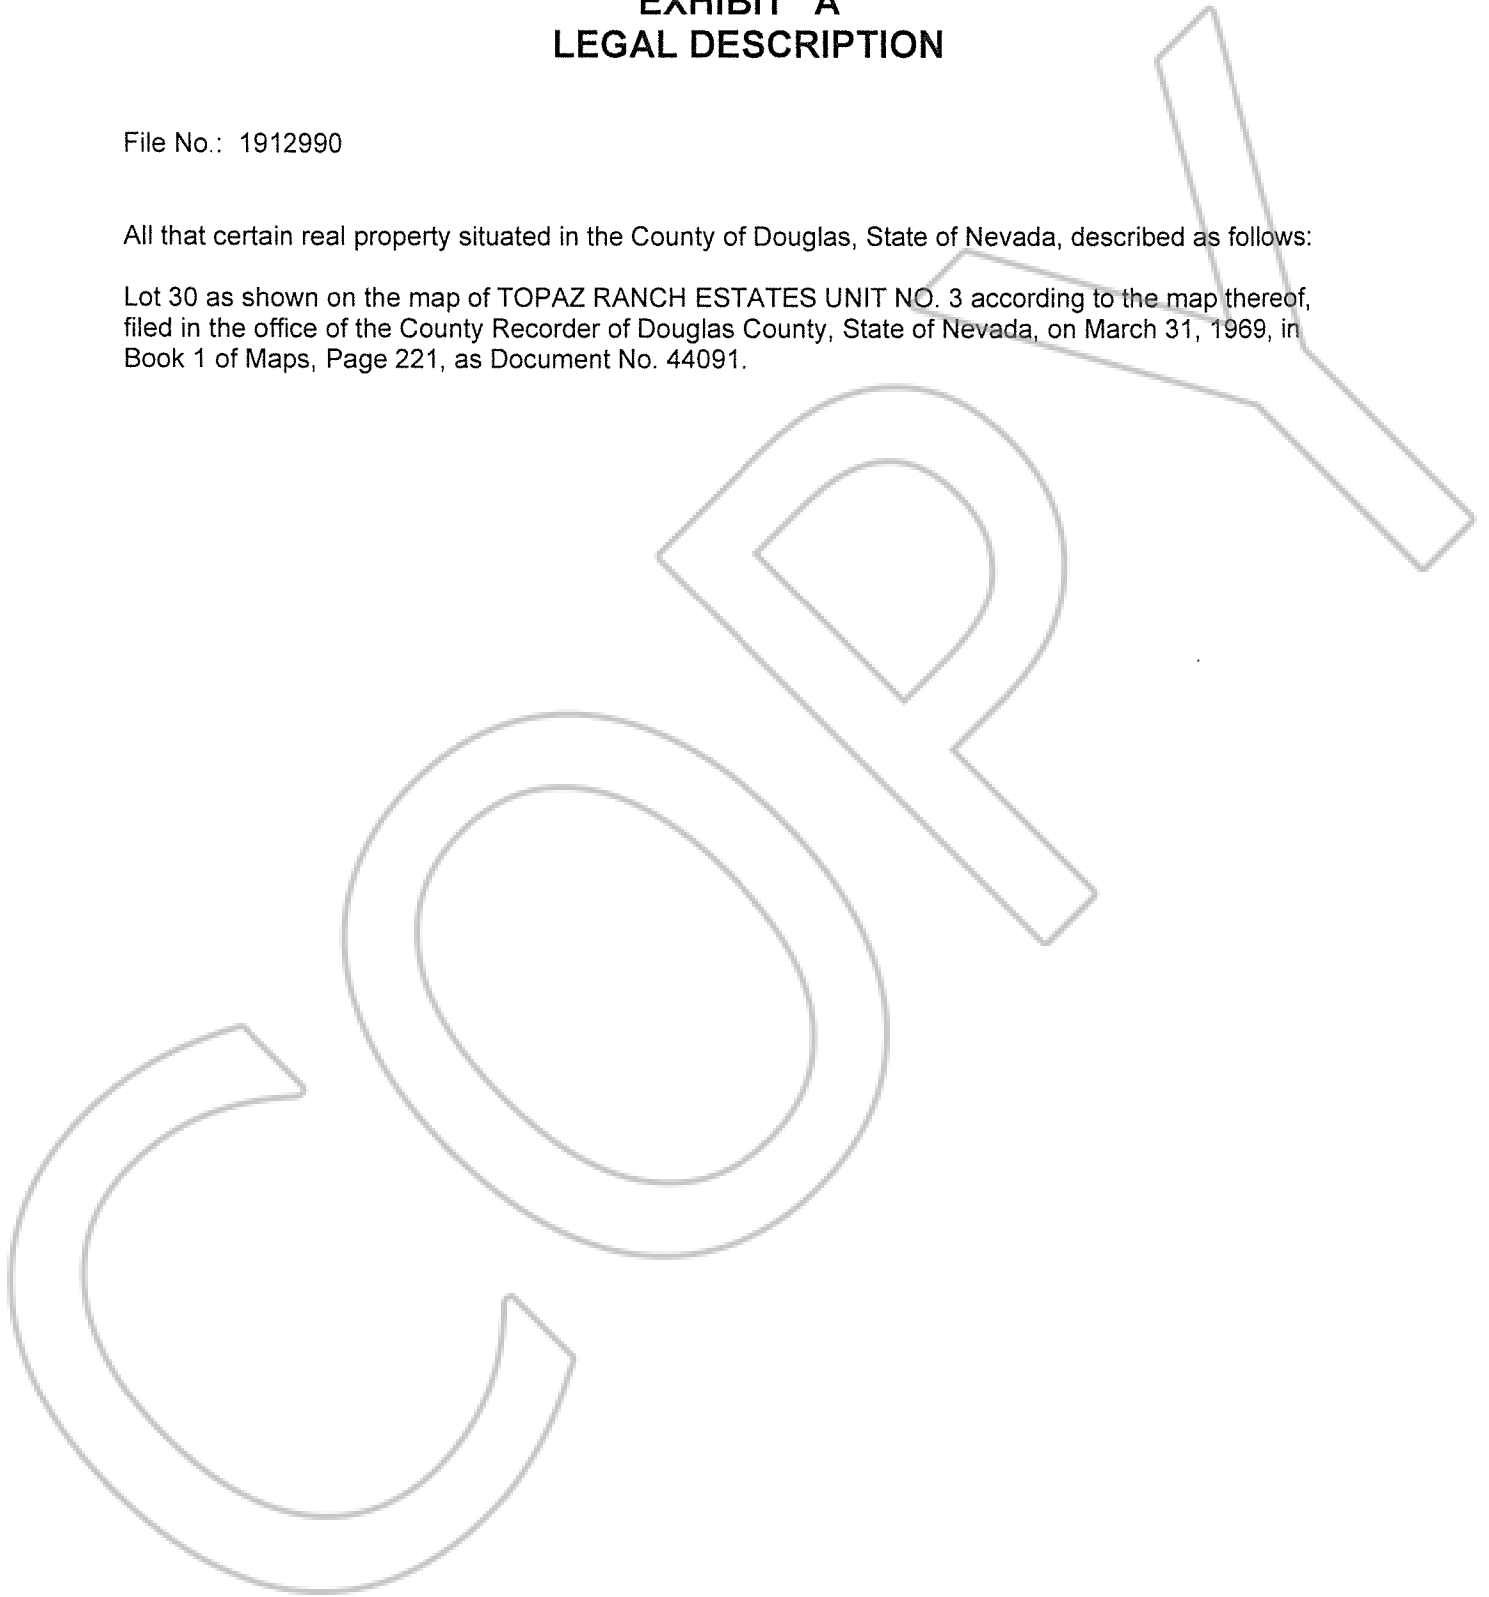 EXHIBIT A
LEGAL DESCRIPTION
File No.: 1912990
All that certain real property situated in the County of Douglas, State of Nevada, described as follows:
Lot 30 as shown on the map of TOPAZ RANCH ESTATES UNIT NO. 3 according to the map thereof,
filed in the office of the County Recorder of Douglas County, State of Nevada, on March 31, 1969, in
Book 1 of Maps, Page 221, as Document No. 44091.
COPY